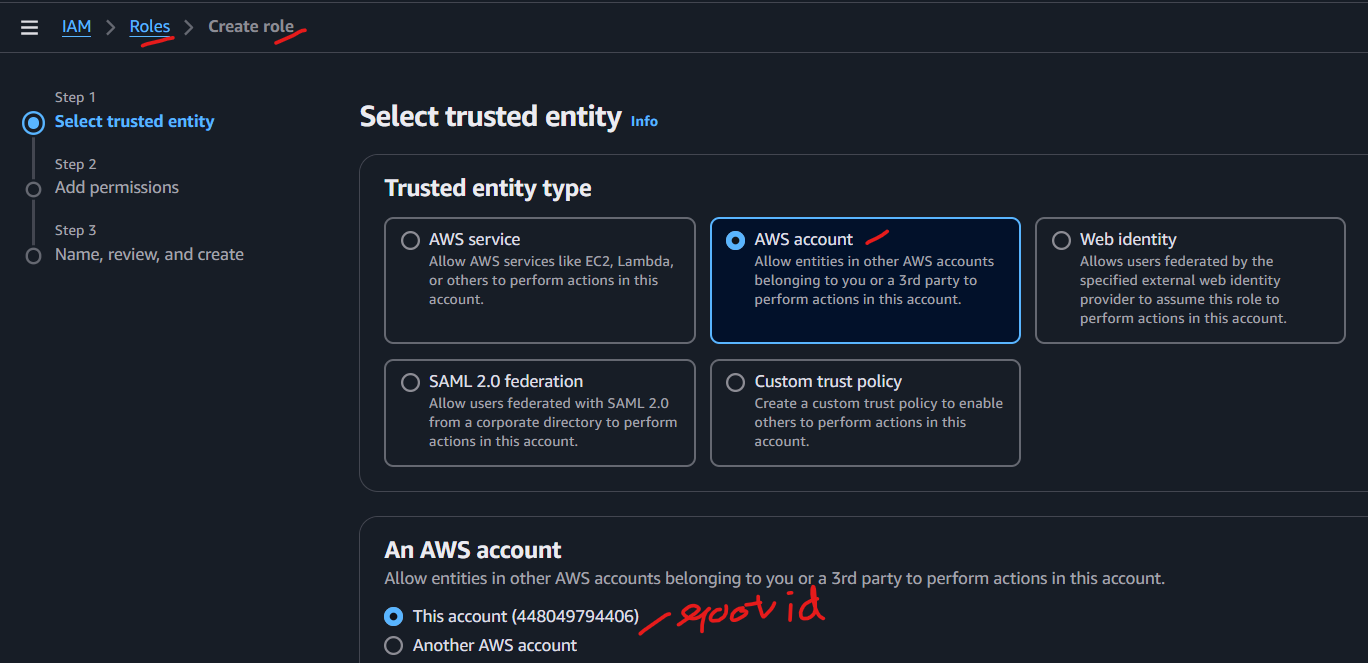 IAM > Roles > Create role
Step 1
Select trusted entity
Step 2
Add permissions
Step 3
Name, review, and create
Select trusted entity Info
Trusted entity type
AWS service
Allow AWS services like EC2, Lambda,
or others to perform actions in this
account.
AWS account
Allow entities in other AWS accounts
belonging to you or a 3rd party to
perform actions in this account.
Web identity
Allows users federated by the
specified external web identity
provider to assume this role to
perform actions in this account.
SAML 2.0 federation
Allow users federated with SAML 2.0
from a corporate directory to perform
actions in this account.
Custom trust policy
Create a custom trust policy to enable
others to perform actions in this
account.
An AWS account
Allow entities in other AWS accounts belonging to you or a 3rd party to perform actions in this account.
This account (448049794406)
id
Another AWS account